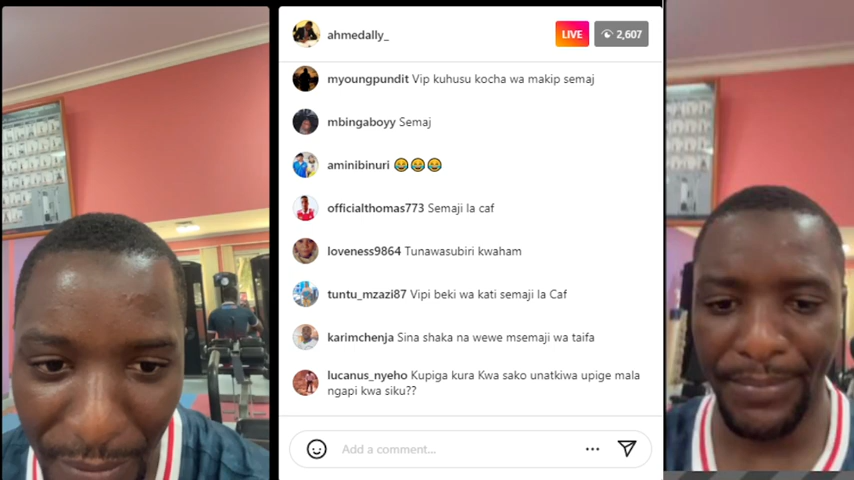 ahmedally_
LIVE
2,607
myoungpundit Vip kuhusu kocha wa makip semaj
mbingaboyy Semaj
aminibinuri 😂😂😂
officialthomas773 Semaji la caf
loveness9864 Tunawasubiri kwaham
tuntu_mzazi87 Vipi beki wa kati semaji la Caf
karimchenja Sina shaka na wewe msemaji wa taifa
lucanus_nyeho Kupiga kura Kwa sako unatkiwa upige mala
ngapi kwa siku??
Add a comment...